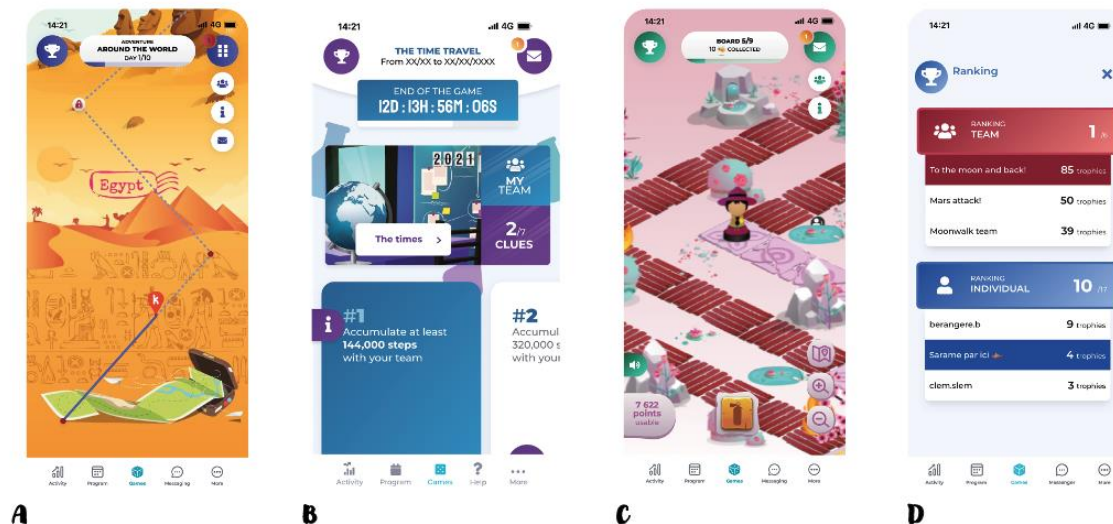 14:21
4G
ADVENTURE
AROUND THE WORLD
DAY 1/10
Egypt
k
Activity
Program
Games
Messaging
More
A
14:21
4G
THE TIME TRAVEL
From XX/XX to XX/XX/XXXX
1
END OF THE GAME
12D : 13H : 56M : 06S
2021
MY
TEAM
The times >
2/7
CLUES
#1
Accumulate at least
144,000 steps
with your team
i
#2
Accumul
320,000 s
with your
Activity
Program
Games
Help
More
B
14:21
4G
BOARD 5/9
10 COLLECTED
1
i
7 622
points
usable
Activity
Program
Games
Messaging
More
C
14:21
4G
Ranking
X
RANKING
TEAM
1
To the moon and back! 85 trophies
Mars attack! 50 trophies
Moonwalk team 39 trophies
RANKING
INDIVIDUAL
10 /17
berangere.b 9 trophies
Sarame par ici 4 trophies
clem.slem 3 trophies
Activity
Program
Games
Messenger
More
D